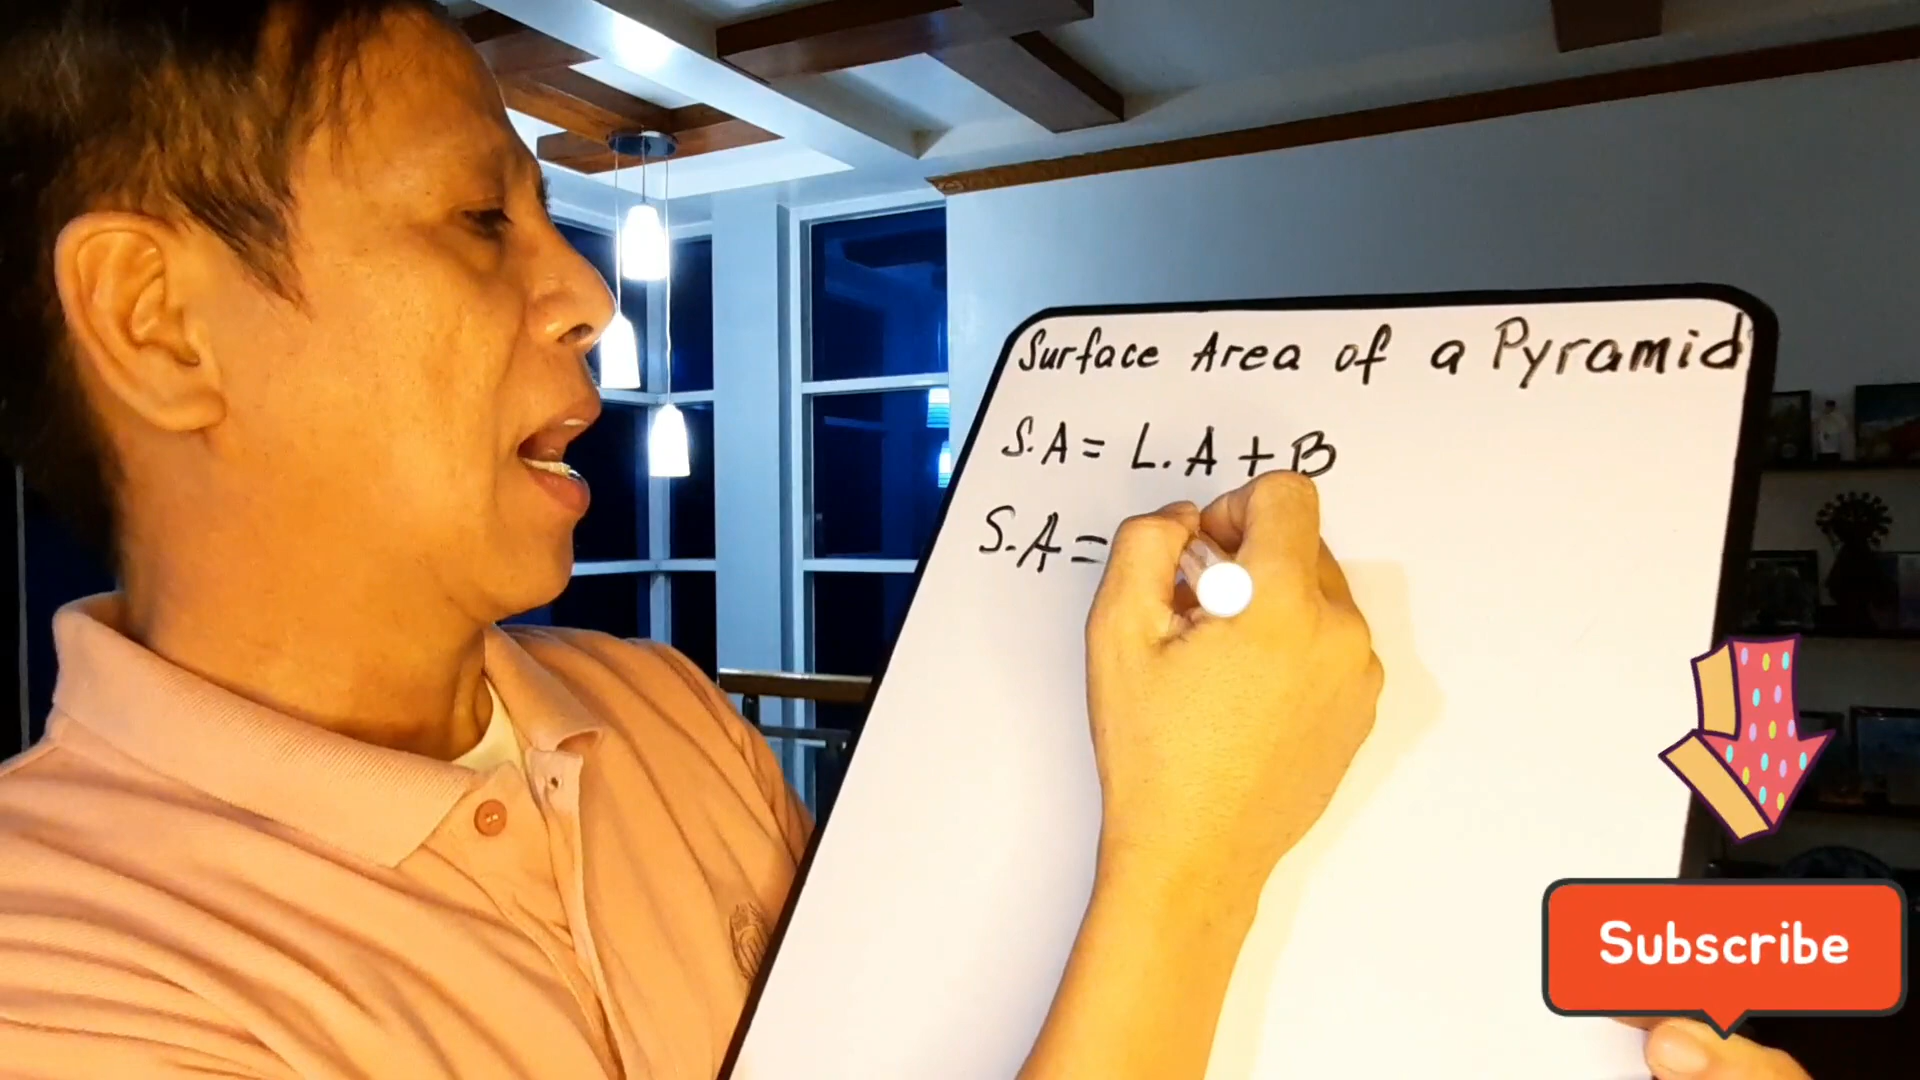 Surface Area of a Pyramid
S.A = L.A + B
S.A =
Subscribe